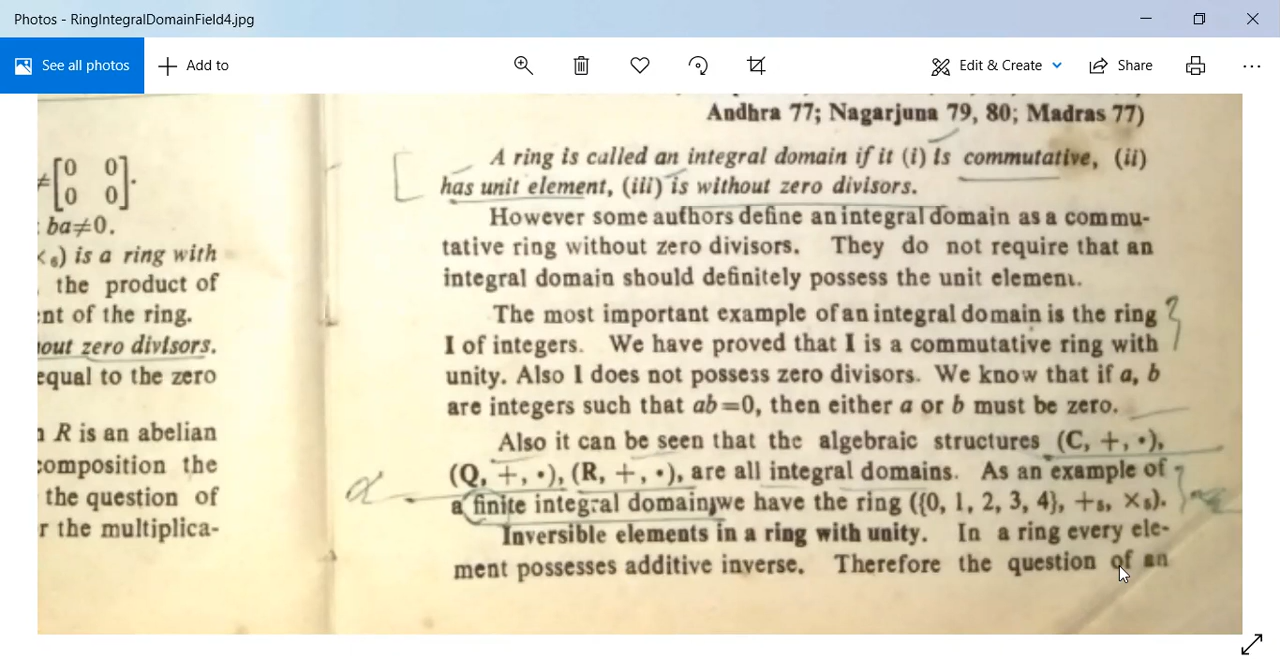 Photos - RingIntegralDomainField4.jpg
See all photos
Add to
Edit & Create
Share
Andhra 77; Nagarjuna 79, 80; Madras 77)
≠[0 0
0 0].
: ba≠0.
₆) is a ring with
the product of
ent of the ring.
out zero divisors.
equal to the zero
R is an abelian
composition the
the question of
r the multiplica-
A ring is called an integral domain if it (i) is commutative, (ii)
has unit element, (iii) is without zero divisors.
However some authors define an integral domain as a commu-
tative ring without zero divisors. They do not require that an
integral domain should definitely possess the unit element.
The most important example of an integral domain is the ring
I of integers. We have proved that I is a commutative ring with
unity. Also I does not possess zero divisors. We know that if a, b
are integers such that ab=0, then either a or b must be zero.
Also it can be seen that the algebraic structures (C, +, •),
(Q, +, •), (R, +, •), are all integral domains. As an example of
a finite integral domain, we have the ring ({0, 1, 2, 3, 4}, +₅, ×₅).
Inversible elements in a ring with unity. In a ring every ele-
ment possesses additive inverse. Therefore the question of an